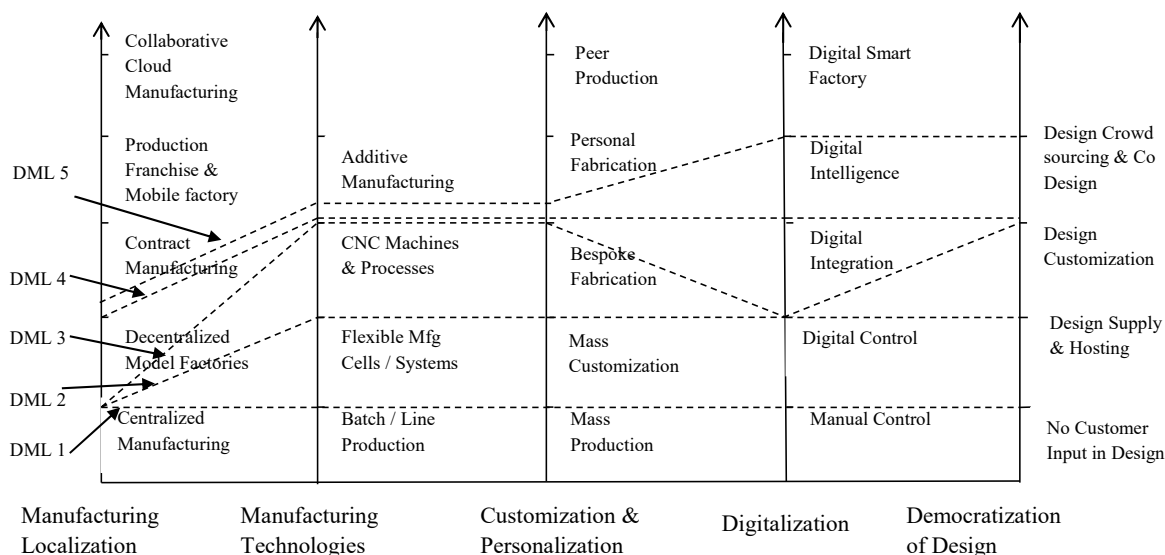 Collaborative
Cloud
Manufacturing
Peer
Production
Digital Smart
Factory
Production
Franchise &
Mobile factory
Additive
Manufacturing
Personal
Fabrication
Digital
Intelligence
Design Crowd
sourcing & Co
Design
DML 5
Contract
Manufacturing
CNC Machines
& Processes
Bespoke
Fabrication
Digital
Integration
Design
Customization
DML 4
DML 3
Decentralized
Model Factories
Flexible Mfg
Cells / Systems
Mass
Customization
Digital Control
Design Supply
& Hosting
DML 2
DML 1
Centralized
Manufacturing
Batch / Line
Production
Mass
Production
Manual Control
No Customer
Input in Design
Manufacturing
Localization
Manufacturing
Technologies
Customization &
Personalization
Digitalization
Democratization
of Design